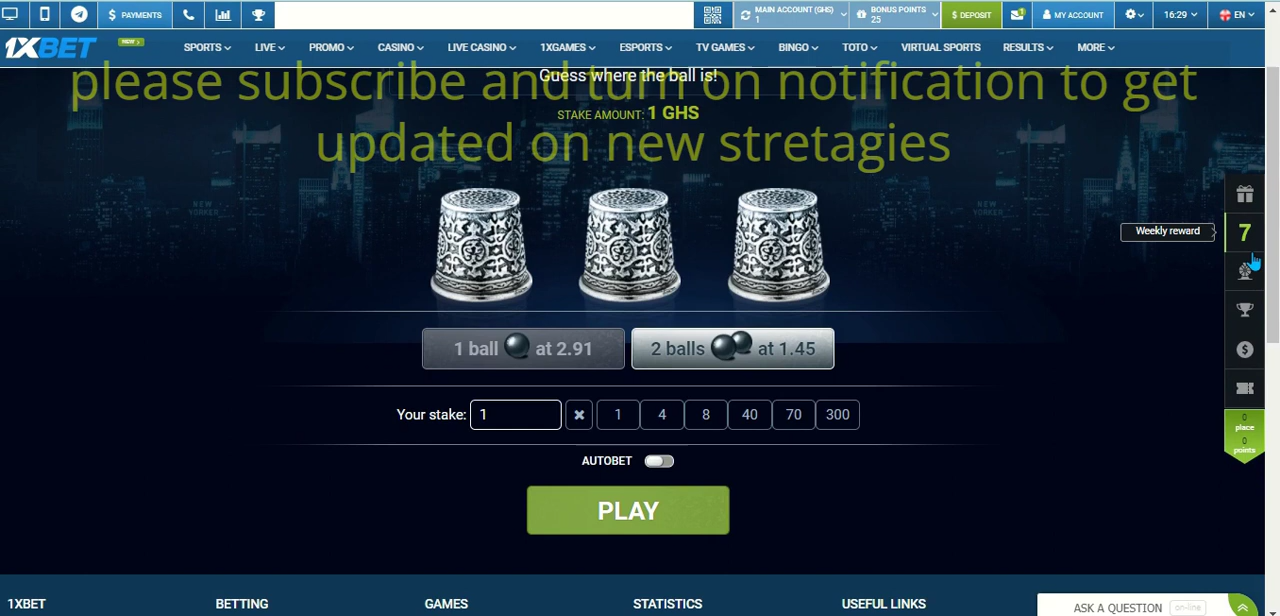 PAYMENTS
MAIN ACCOUNT (GHS)
1
BONUS POINTS
25
$ DEPOSIT
MY ACCOUNT
16:29
EN
1XBET
NEW
SPORTS
LIVE
PROMO
CASINO
LIVE CASINO
1XGAMES
ESPORTS
TV GAMES
BINGO
TOTO
VIRTUAL SPORTS
RESULTS
MORE
Guess where the ball is!
please subscribe and turn on notification to get
STAKE AMOUNT: 1 GHS
updated on new stretagies
NEW YORKER
NEW YORKER
Weekly reward
7
1 ball at 2.91
2 balls at 1.45
Your stake: 1
1 4 8 40 70 300
AUTOBET
0
place
0
points
PLAY
1XBET
BETTING
GAMES
STATISTICS
USEFUL LINKS
ASK A QUESTION on-line